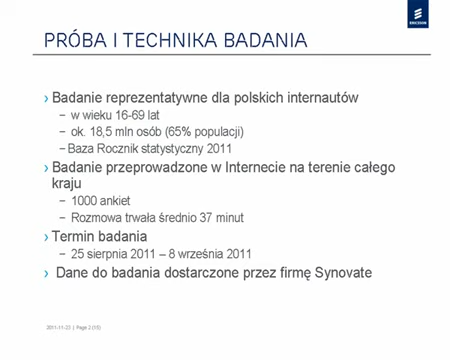 ERICSSON
PRÓBA I TECHNIKA BADANIA
› Badanie reprezentatywne dla polskich internautów
– w wieku 16-69 lat
– ok. 18,5 mln osób (65% populacji)
– Baza Rocznik statystyczny 2011
› Badanie przeprowadzone w Internecie na terenie całego
kraju
– 1000 ankiet
– Rozmowa trwała średnio 37 minut
› Termin badania
– 25 sierpnia 2011 – 8 września 2011
› Dane do badania dostarczone przez firmę Synovate
2011-11-23 | Page 2 (15)